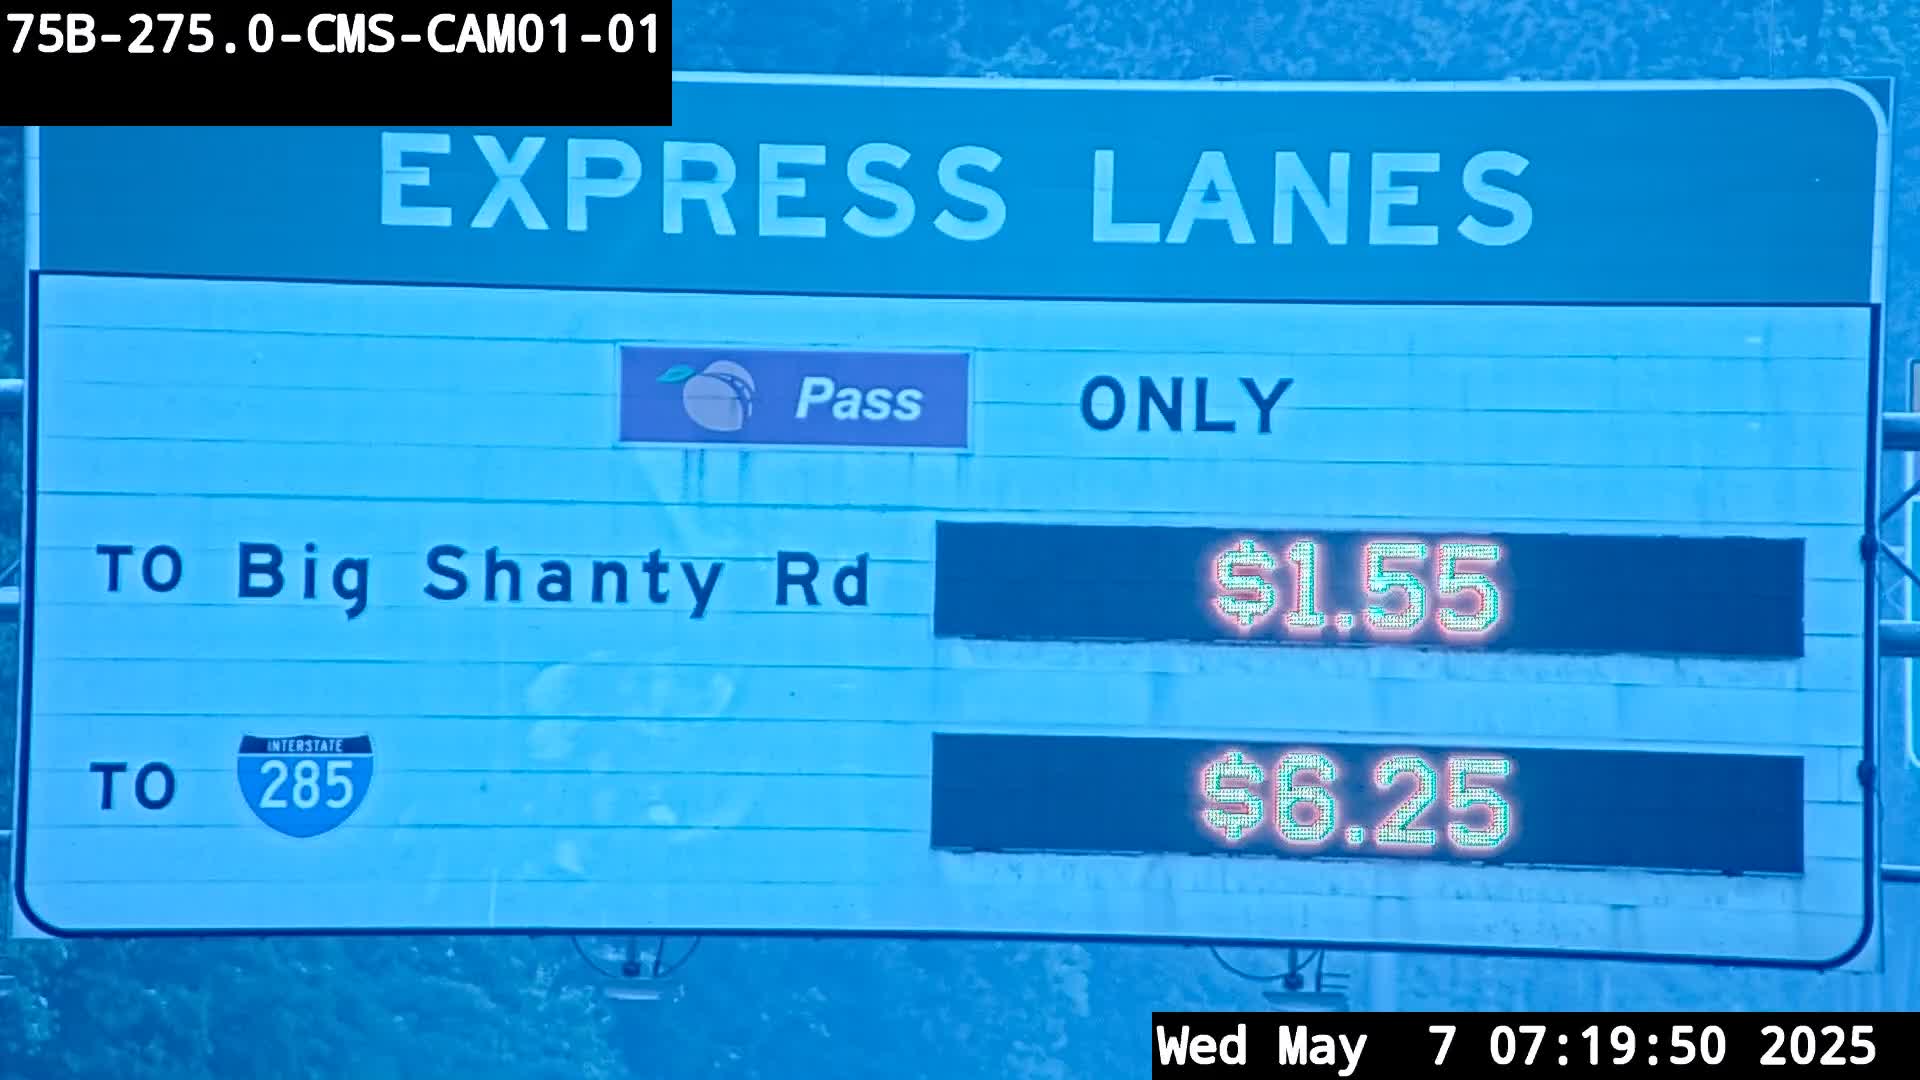 75B-275.0-CMS-CAM01-01
EXPRESS LANES
Pass ONLY
TO Big Shanty Rd $1.55
TO INTERSTATE 285 $6.25
Wed May 7 07:19:50 2025